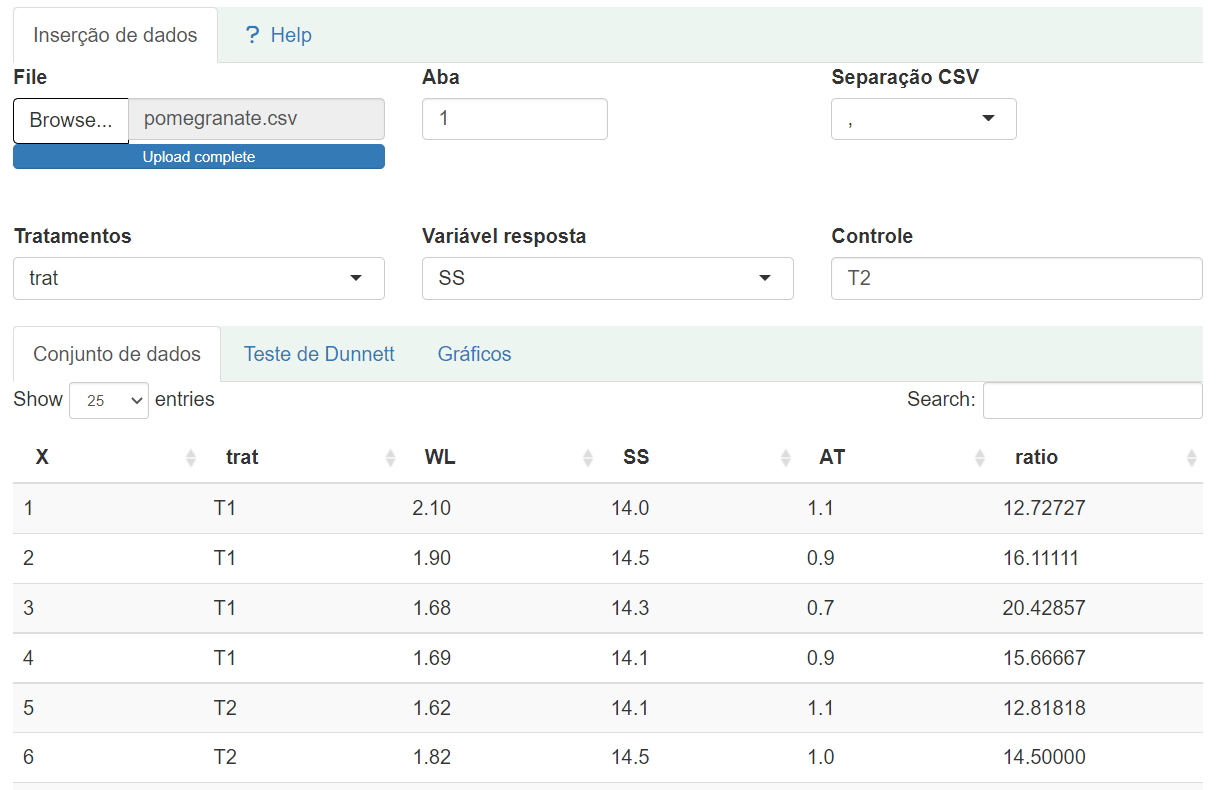 Inserção de dados ? Help
File Aba Separação CSV
Browse... pomegranate.csv 1 ,
Upload complete
Tratamentos Variável resposta Controle
trat SS T2
Conjunto de dados Teste de Dunnett Gráficos
Show 25 entries Search:
X trat WL SS AT ratio
1 T1 2.10 14.0 1.1 12.72727
2 T1 1.90 14.5 0.9 16.11111
3 T1 1.68 14.3 0.7 20.42857
4 T1 1.69 14.1 0.9 15.66667
5 T2 1.62 14.1 1.1 12.81818
6 T2 1.82 14.5 1.0 14.50000